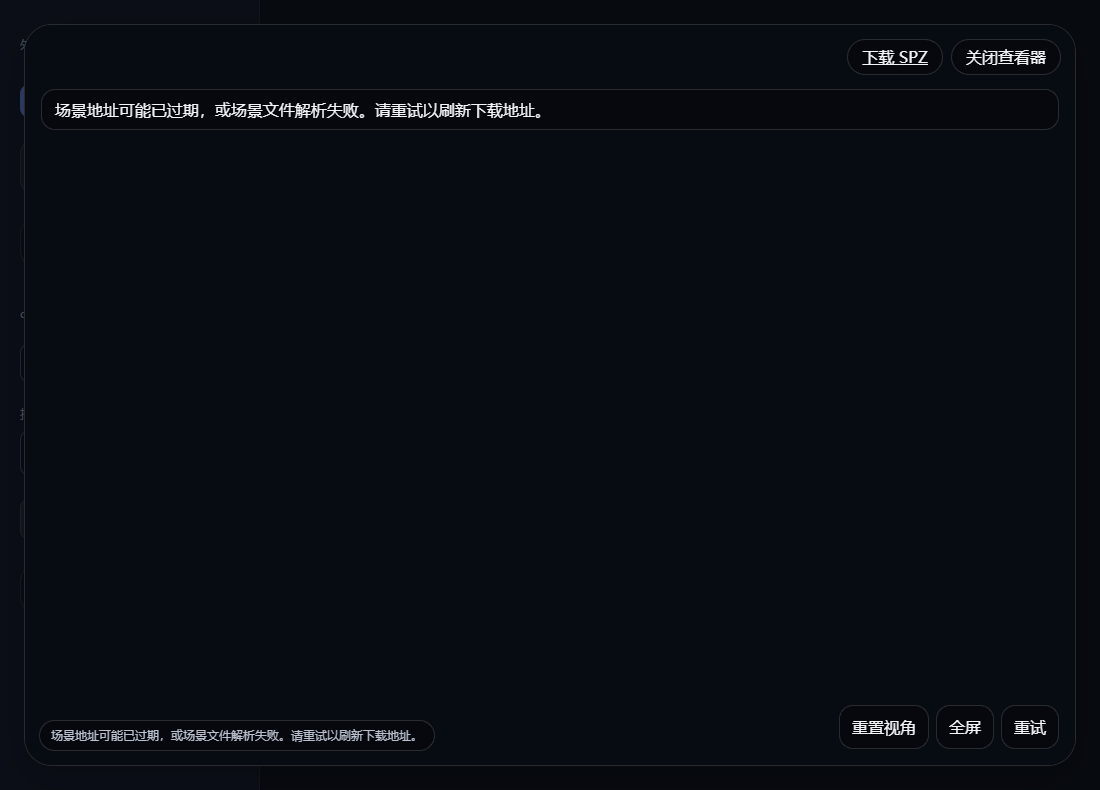 下载 SPZ
关闭查看器
场景地址可能已过期，或场景文件解析失败。请重试以刷新下载地址。
场景地址可能已过期，或场景文件解析失败。请重试以刷新下载地址。
重置视角
全屏
重试